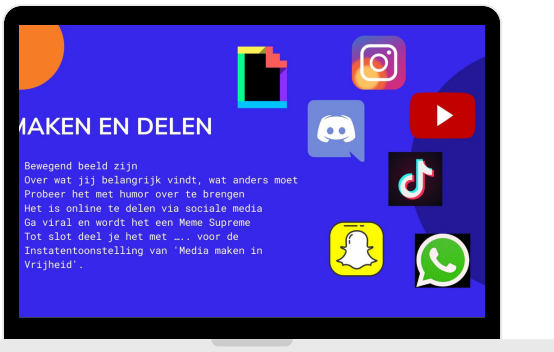 MAKEN EN DELEN
Bewegend beeld zijn
Over wat jij belangrijk vindt, wat anders moet
Probeer het met humor over te brengen
Het is online te delen via sociale media
Ga viral en wordt het een Meme Supreme
Tot slot deel je het met ….. voor de
Instatentoonstelling van 'Media maken in
Vrijheid'.